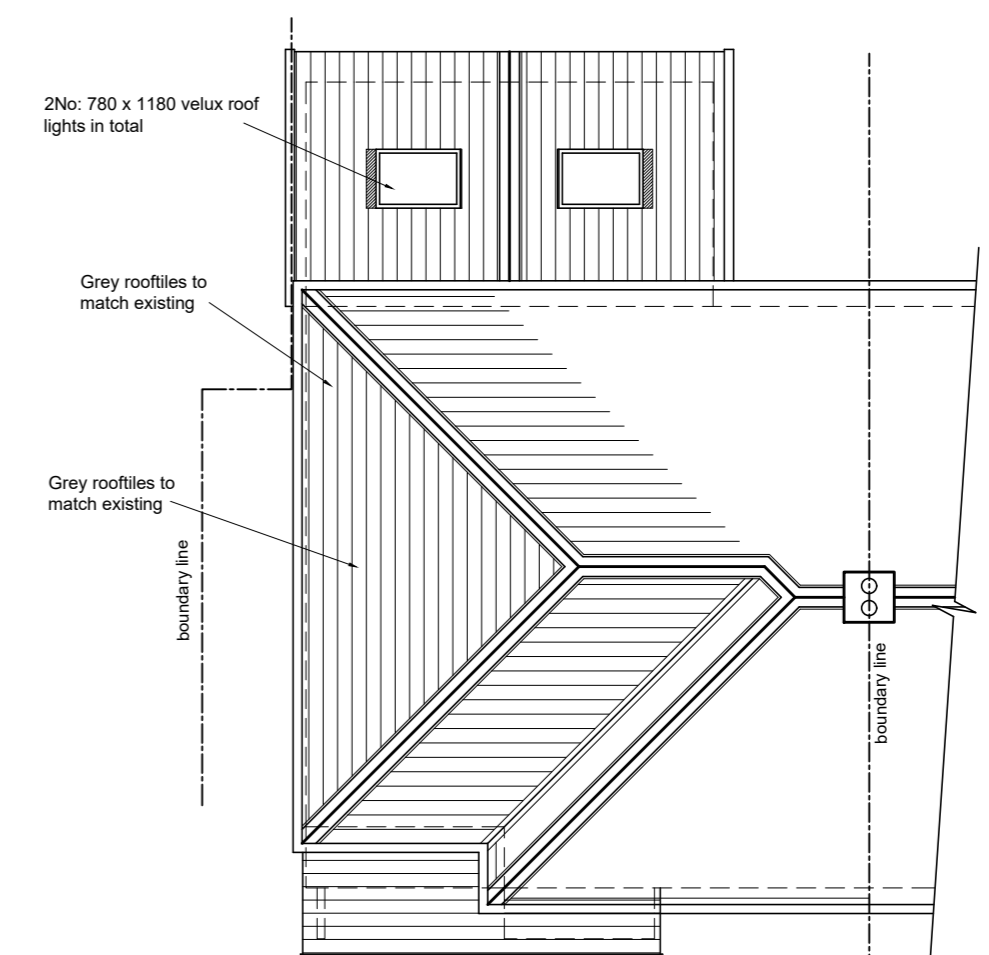 2No: 780 x 1180 velux roof
lights in total
Grey rooftiles to
match existing
Grey rooftiles to
match existing
boundary line
boundary line